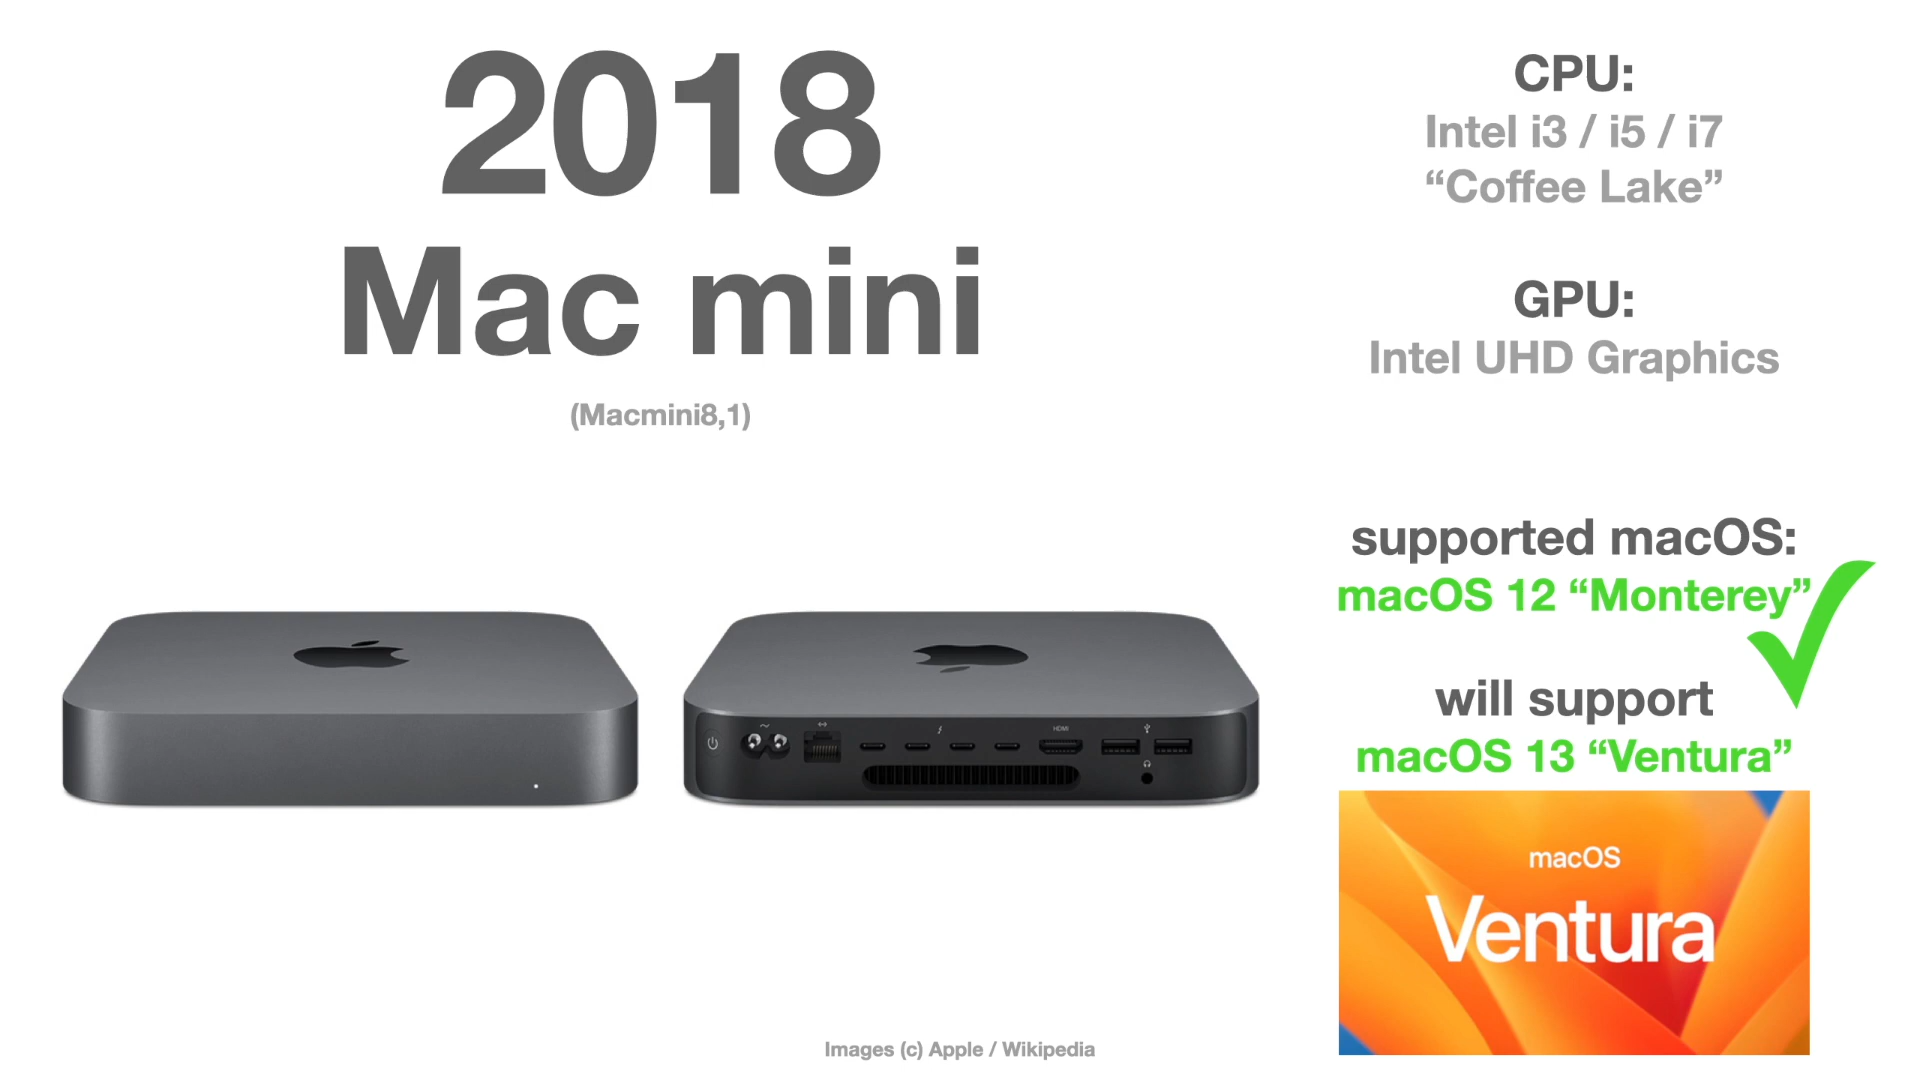 2018
Mac mini
(Macmini8,1)
CPU:
Intel i3 / i5 / i7
“Coffee Lake”
GPU:
Intel UHD Graphics
supported macOS:
macOS 12 “Monterey”
will support
macOS 13 “Ventura”
HDMI
macOS
Ventura
Images (c) Apple / Wikipedia